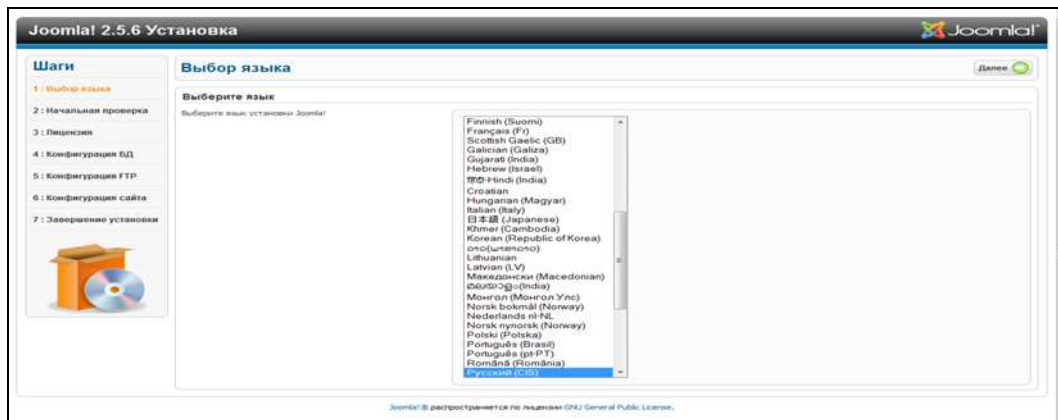 Joomla! 2.5.6 Установка
Joomla!
Шаги
1 : Выбор языка
2 : Начальная проверка
3 : Лицензия
4 : Конфигурация БД
5 : Конфигурация FTP
6 : Конфигурация сайта
7 : Завершение установки
Выбор языка
Далее
Выберите язык
Выберите язык установки Joomla!
Finnish (Suomi)
Français (Fr)
Scottish Gaelic (GB)
Galician (Galiza)
Gujarati (India)
Hebrew (Israel)
हिंदी-Hindi (India)
Croatian
Hungarian (Magyar)
Italian (Italy)
日本語 (Japanese)
Khmer (Cambodia)
Korean (Republic of Korea)
Lithuanian
Latvian (LV)
Македонски (Macedonian)
മലയാളം(India)
Монгол (Монгол Улс)
Norsk bokmål (Norway)
Nederlands nl-NL
Norsk nynorsk (Norway)
Polski (Polska)
Português (Brasil)
Português (pt-PT)
Română (România)
Русский (CIS)
Joomla!® распространяется по лицензии GNU General Public License.